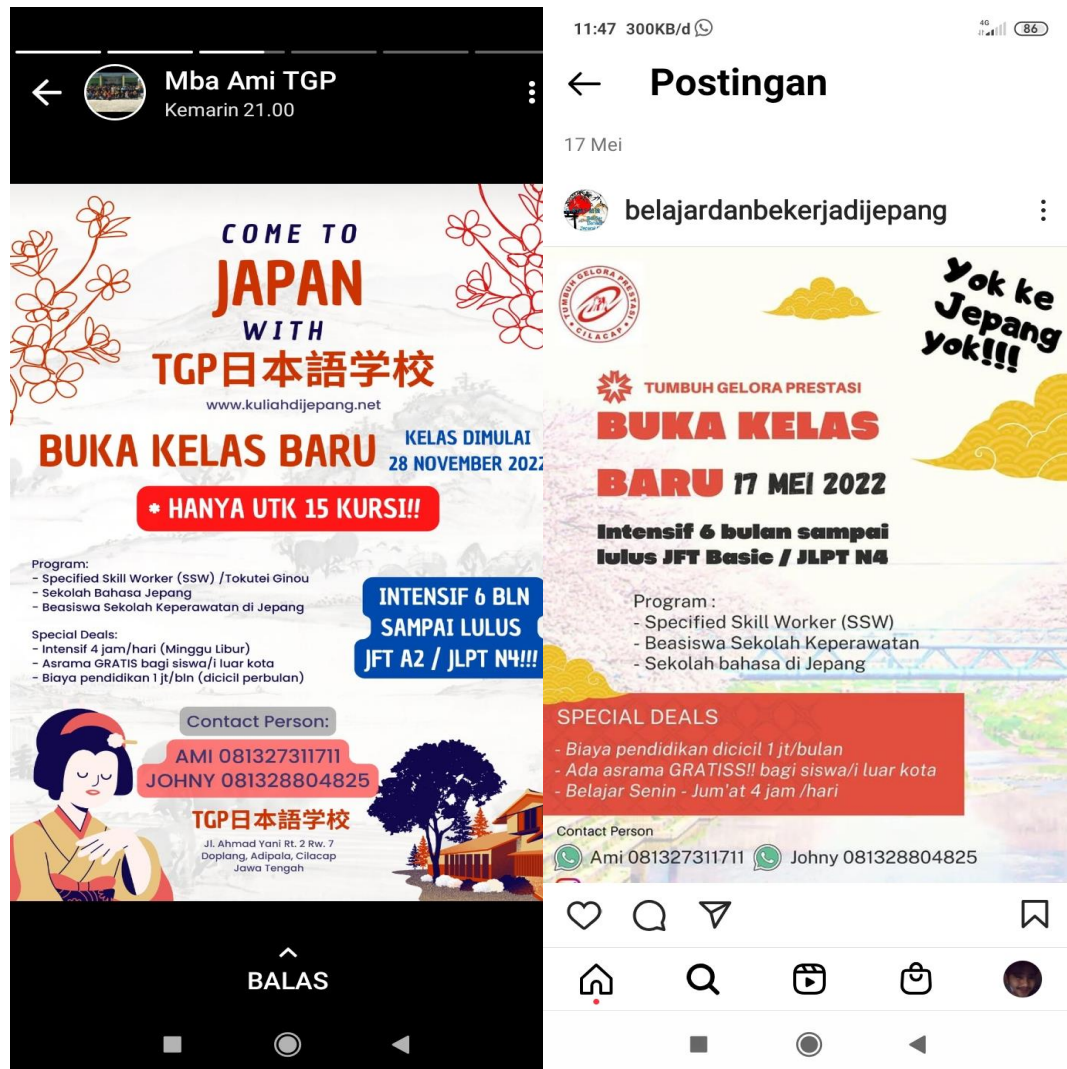 Mba Ami TGP
Kemarin 21.00
COME TO
JAPAN
WITH
TGP日本語学校
www.kuliahdijepang.net
BUKA KELAS BARU
KELAS DIMULAI
28 NOVEMBER 2022
* HANYA UTK 15 KURSI!!
Program:
- Specified Skill Worker (SSW) /Tokutei Ginou
- Sekolah Bahasa Jepang
- Beasiswa Sekolah Keperawatan di Jepang
Special Deals:
- Intensif 4 jam/hari (Minggu Libur)
- Asrama GRATIS bagi siswa/i luar kota
- Biaya pendidikan 1 jt/bln (dicicil perbulan)
INTENSIF 6 BLN
SAMPAI LULUS
JFT A2 / JLPT N4!!!
Contact Person:
AMI 081327311711
JOHNY 081328804825
TGP日本語学校
Jl. Ahmad Yani Rt. 2 Rw. 7
Doplang, Adipala, Cilacap
Jawa Tengah
BALAS
11:47 300KB/d
4G
86
Postingan
17 Mei
belajardanbekerjadijepang
TUMBUH GELORA PRESTASI
CILACAP
Yok ke
Jepang
yok!!!
TUMBUH GELORA PRESTASI
BUKA KELAS
BARU 17 MEI 2022
Intensif 6 bulan sampai
lulus JFT Basic / JLPT N4
Program :
- Specified Skill Worker (SSW)
- Beasiswa Sekolah Keperawatan
- Sekolah bahasa di Jepang
SPECIAL DEALS
- Biaya pendidikan dicicil 1 jt/bulan
- Ada asrama GRATISS!! bagi siswa/i luar kota
- Belajar Senin - Jum'at 4 jam /hari
Contact Person
Ami 081327311711 Johny 081328804825